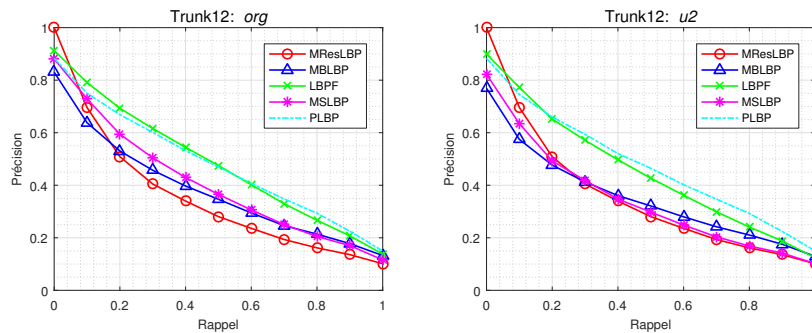 Trunk12: org
1
0.8
0.6
0.4
0.2
0
Précision
0 0.2 0.4 0.6 0.8 1
Rappel
MResLBP
MBLBP
LBPF
MSLBP
PLBP
Trunk12: u2
1
0.8
0.6
0.4
0.2
0
Précision
0 0.2 0.4 0.6 0.8
Rappel
MResLBP
MBLBP
LBPF
MSLBP
PLBP